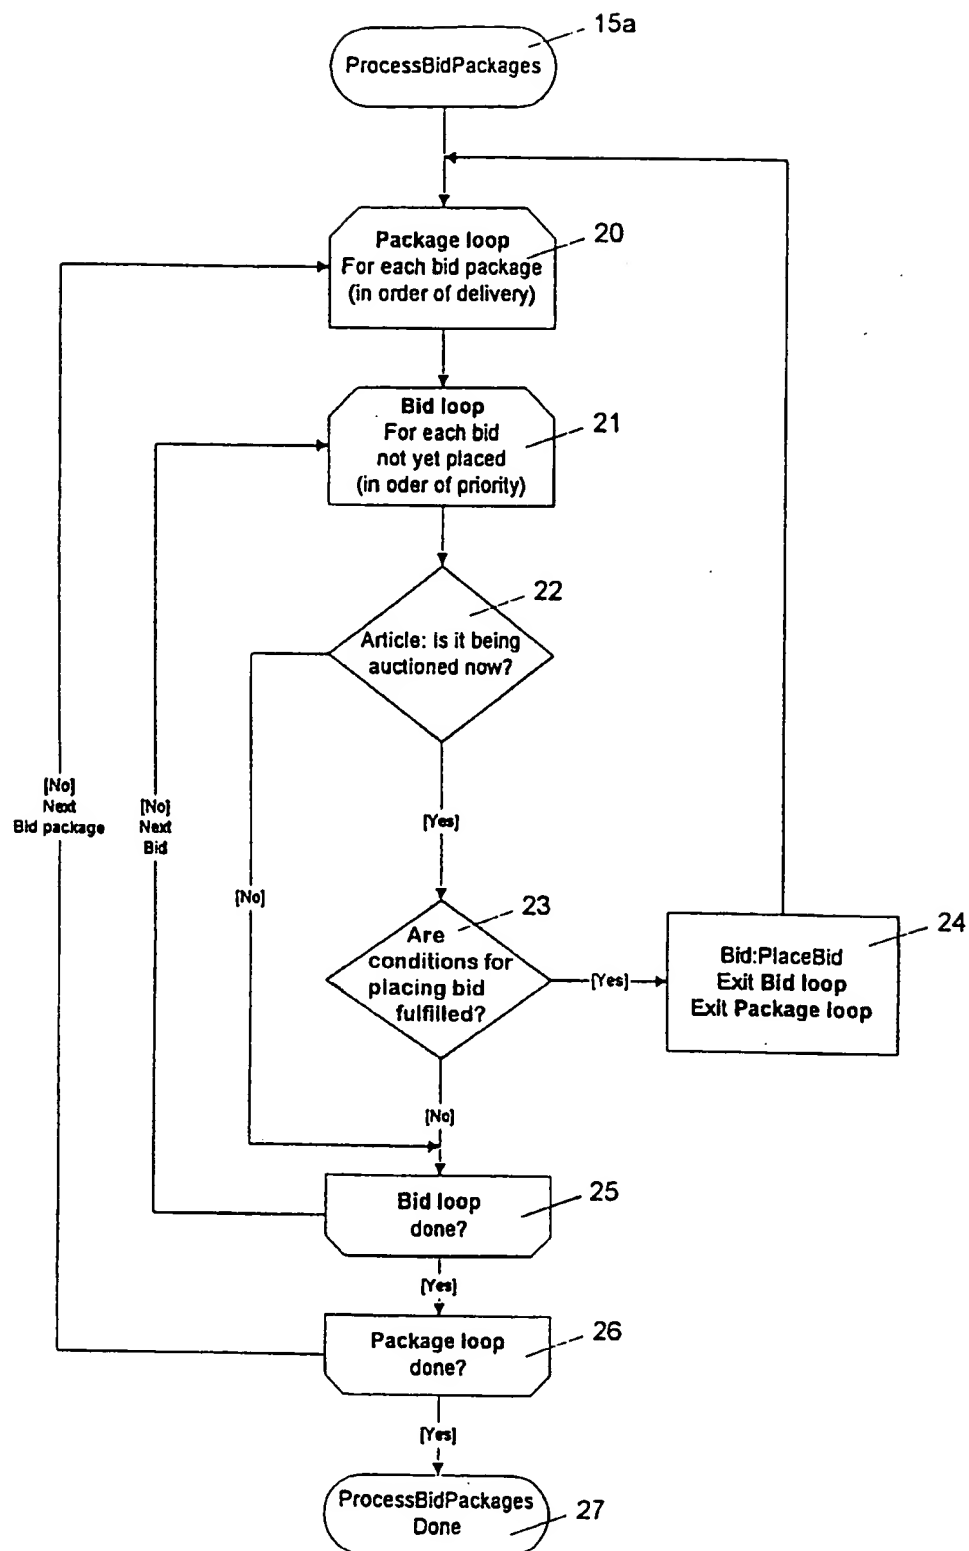 15a
ProcessBidPackages
20
Package loop
For each bid package
(in order of delivery)
21
Bid loop
For each bid
not yet placed
(in oder of priority)
22
Article: Is it being
auctioned now?
[No]
Next
Bid package
[No]
Next
Bid
[Yes]
[No]
23
Are
conditions for
placing bid
fulfilled?
[Yes]
24
Bid:PlaceBid
Exit Bid loop
Exit Package loop
[No]
25
Bid loop
done?
[Yes]
26
Package loop
done?
[Yes]
27
ProcessBidPackages
Done